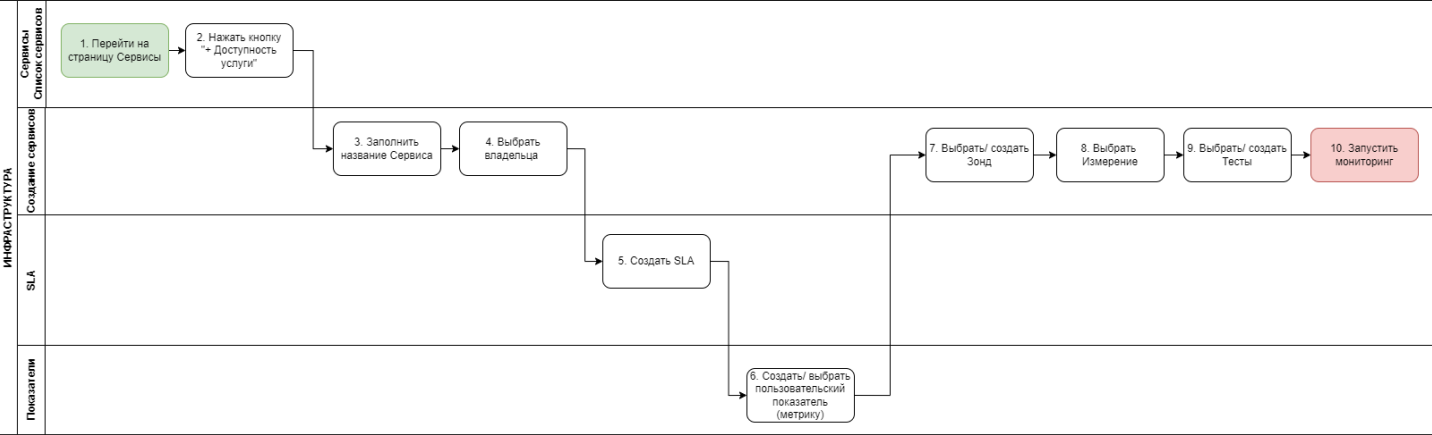 ИНФРАСТРУКТУРА
Сервисы
Список сервисов
1. Перейти на
страницу Сервисы
2. Нажать кнопку
"+ Доступность
услуги"
Создание сервисов
3. Заполнить
название Сервиса
4. Выбрать
владельца
7. Выбрать/ создать
Зонд
8. Выбрать
Измерение
9. Выбрать/ создать
Тесты
10. Запустить
мониторинг
SLA
5. Создать SLA
Показатели
6. Создать/ выбрать
пользовательский
показатель
(метрику)